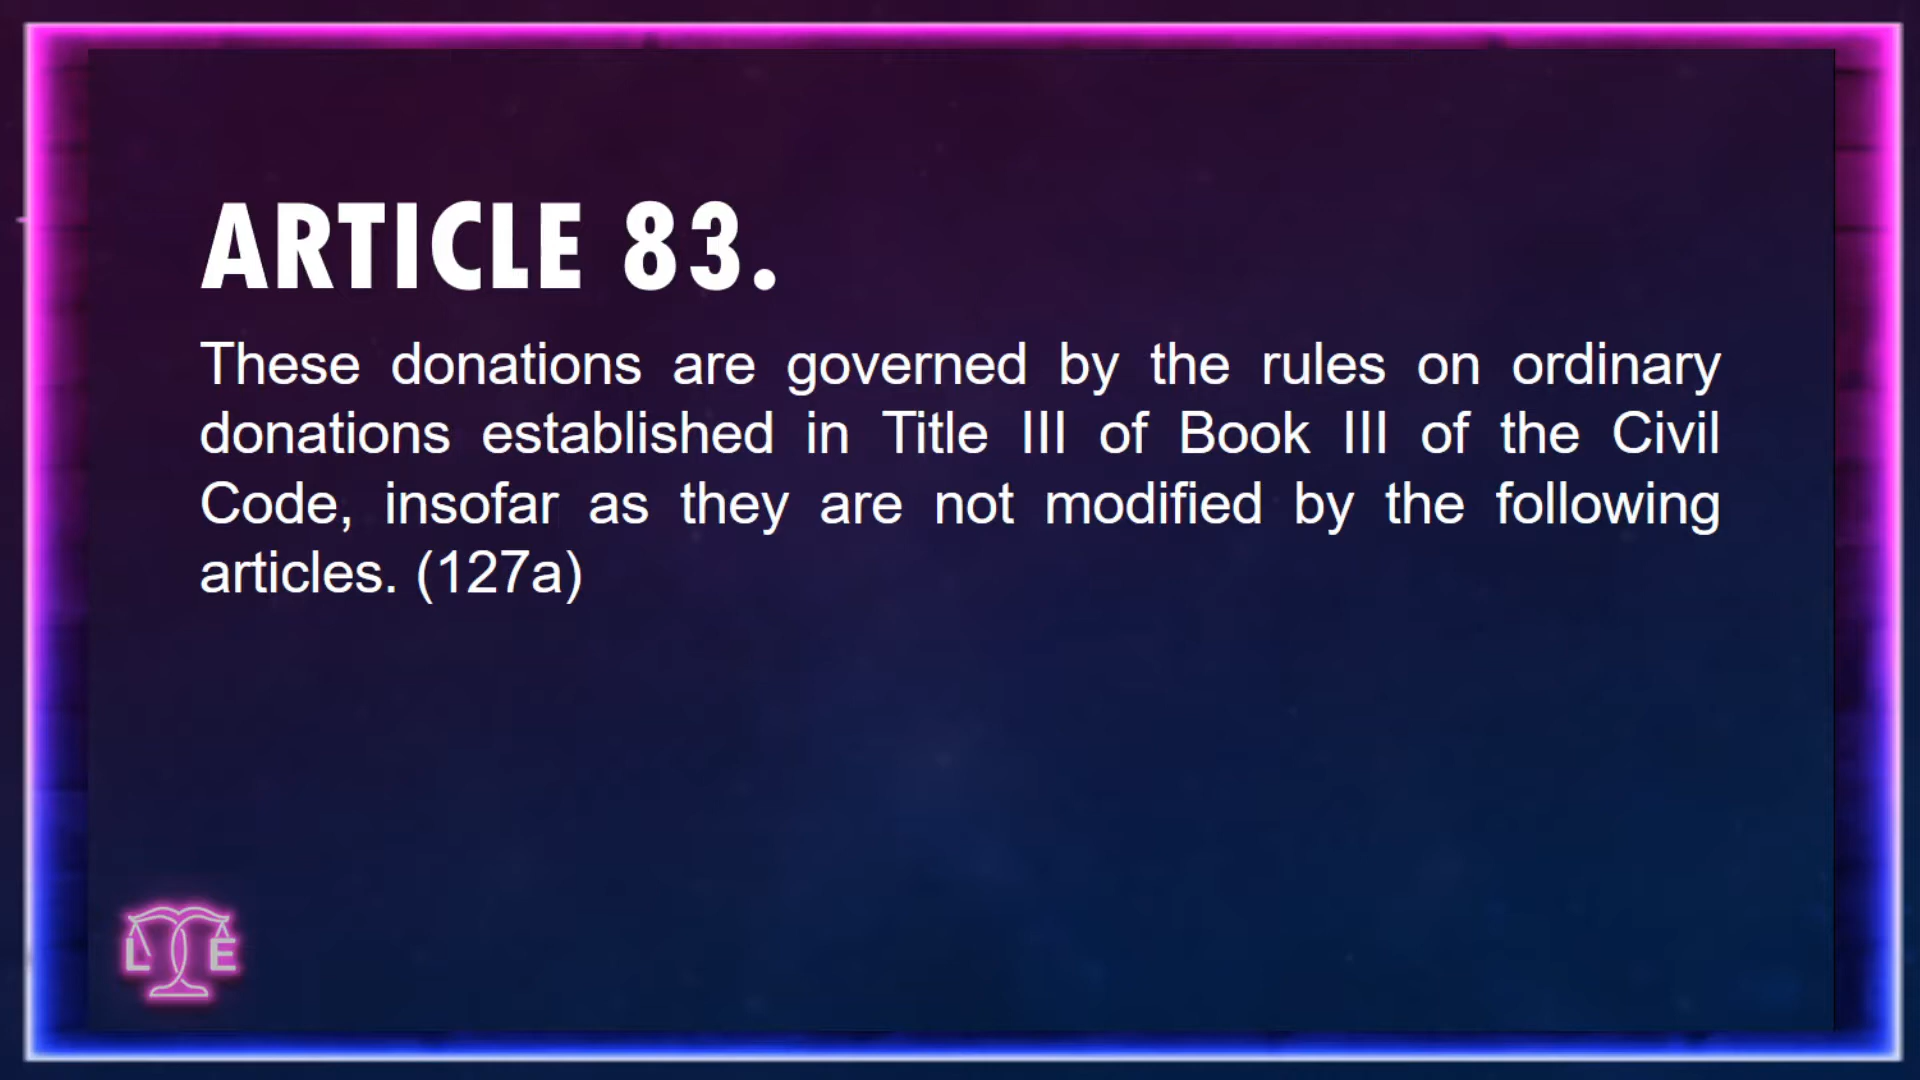 ARTICLE 83.
These donations are governed by the rules on ordinary
donations established in Title III of Book III of the Civil
Code, insofar as they are not modified by the following
articles. (127a)
L E